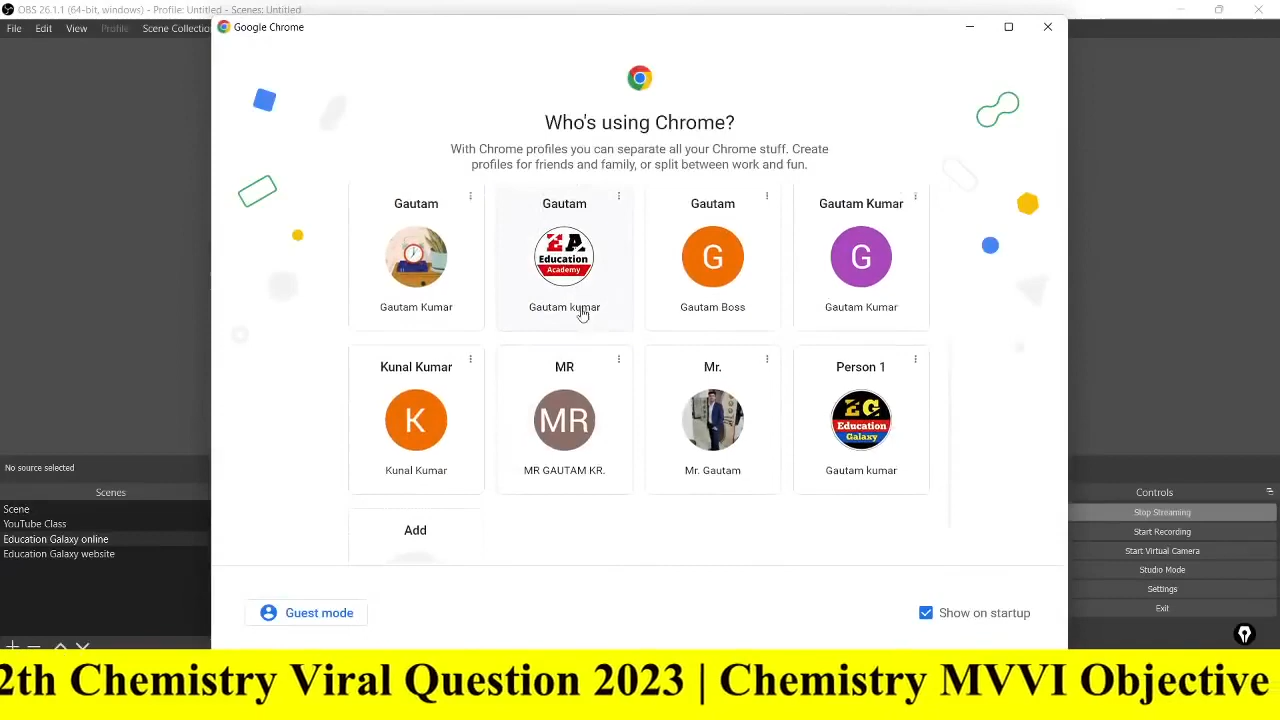 OBS 26.1.1 (64-bit, windows) - Profile: Untitled - Scenes: Untitled
File Edit View Profile Scene Collectio
Google Chrome
Who's using Chrome?
With Chrome profiles you can separate all your Chrome stuff. Create
profiles for friends and family, or split between work and fun.
Gautam Gautam Gautam Gautam Kumar
EA
Education
Academy
G
G
Gautam Kumar Gautam kumar Gautam Boss Gautam Kumar
Kunal Kumar MR Mr. Person 1
K
MR
EG
Education
Galaxy
Kunal Kumar MR GAUTAM KR. Mr. Gautam Gautam kumar
Add
Guest mode
Show on startup
No source selected
Scenes
Scene
YouTube Class
Education Galaxy online
Education Galaxy website
Controls
Stop Streaming
Start Recording
Start Virtual Camera
Studio Mode
Settings
Exit
2th Chemistry Viral Question 2023 | Chemistry MVVI Objective